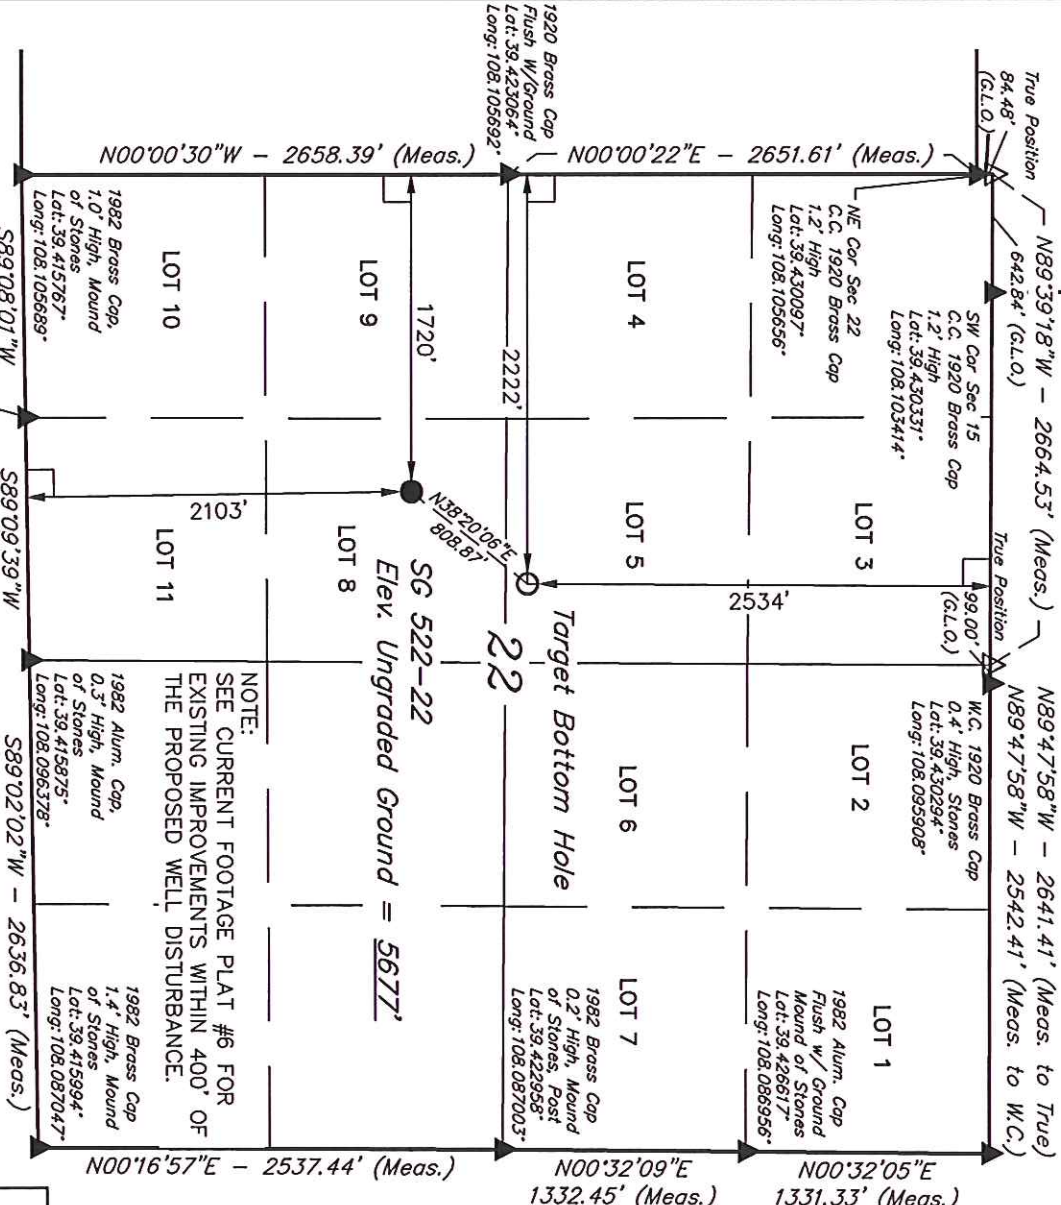 True Position
84.48'
(G.L.O.)
N89°39'18"W - 2664.53' (Meas.)
642.84' (G.L.O.)
N89°47'58"W - 2641.41' (Meas. to True)
N89°47'58"W - 2542.41' (Meas. to W.C.)
True Position
99.00'
(G.L.O.)
1920 Brass Cap
Flush W/Ground
Lat: 39.423064°
Long: 108.105692°
N00°00'30"W - 2658.39' (Meas.)
N00°00'22"E - 2651.61' (Meas.)
NE Cor Sec 22
C.C. 1920 Brass Cap
1.2' High
Lat: 39.430097°
Long: 108.105656°
SW Cor Sec 15
C.C. 1920 Brass Cap
1.2' High
Lat: 39.430331°
Long: 108.103414°
W.C. 1920 Brass Cap
0.4' High, Stones
Lat: 39.430294°
Long: 108.095908°
LOT 3
LOT 2
LOT 1
1982 Alum. Cap
Flush w/ Ground
Mound of Stones
Lat: 39.426617°
Long: 108.086956°
LOT 4
LOT 5
LOT 6
LOT 7
2534'
2222'
1720'
N38°20'06"E
808.87'
Target Bottom Hole
22
SG 522-22
Elev. Ungraded Ground = 5677'
1982 Brass Cap
0.2' High, Mound
of Stones, Post
Lat: 39.422958°
Long: 108.087003°
LOT 9
LOT 8
2103'
LOT 10
LOT 11
NOTE:
SEE CURRENT FOOTAGE PLAT #6 FOR
EXISTING IMPROVEMENTS WITHIN 400' OF
THE PROPOSED WELL DISTURBANCE.
1982 Brass Cap,
1.0' High, Mound
of Stones
Lat: 39.415767°
Long: 108.105689°
1982 Alum. Cap,
0.3' High, Mound
of Stones
Lat: 39.415875°
Long: 108.096378°
1982 Brass Cap
1.4' High, Mound
of Stones
Lat: 39.415994°
Long: 108.087047°
S89°08'01"W
S89°09'39"W
S89°02'02"W - 2636.83' (Meas.)
N00°16'57"E - 2537.44' (Meas.)
N00°32'09"E
1332.45' (Meas.)
N00°32'05"E
1331.33' (Meas.)